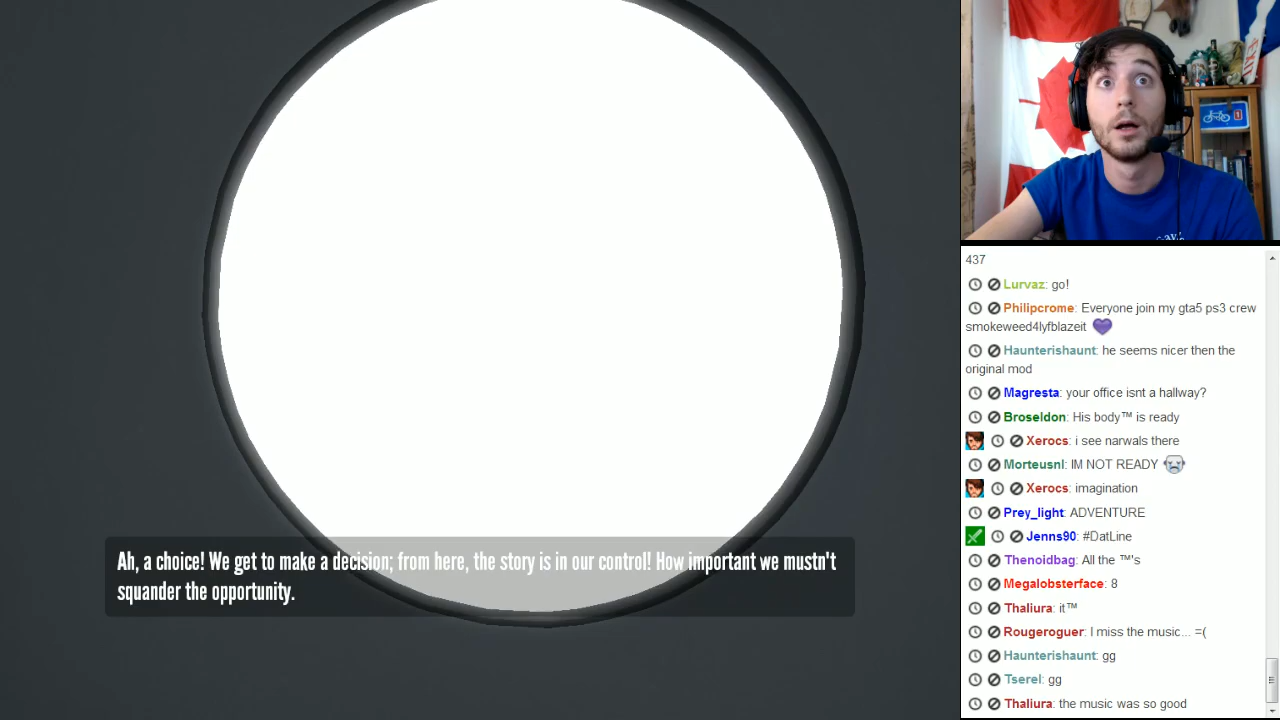 Ah, a choice! We get to make a decision; from here, the story is in our control! How important we mustn't
squander the opportunity.
437
Lurvaz: go!
Philipcrome: Everyone join my gta5 ps3 crew
smokeweed4lyfblazeit
Haunterishaunt: he seems nicer then the
original mod
Magresta: your office isnt a hallway?
Broseldon: His body™ is ready
Xerocs: i see narwals there
Morteusnl: IM NOT READY
Xerocs: imagination
Prey_light: ADVENTURE
Jenns90: #DatLine
Thenoidbag: All the ™'s
Megalobsterface: 8
Thaliura: it™
Rougeroguer: I miss the music... =(
Haunterishaunt: gg
Tserel: gg
Thaliura: the music was so good